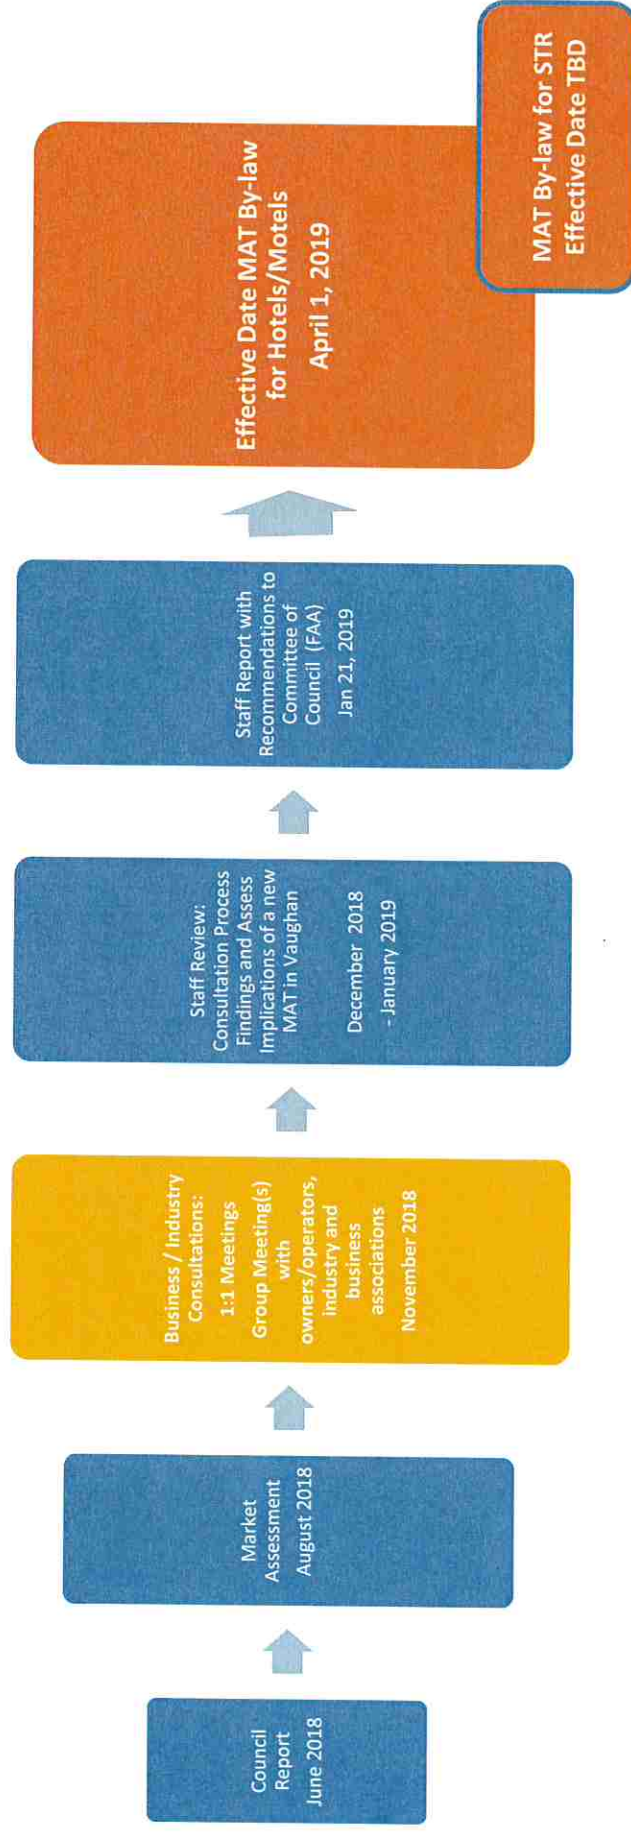 Council
Report
June 2018
Market
Assessment
August 2018
Business / Industry
Consultations:
1:1 Meetings
Group Meeting(s)
with
owners/operators,
industry and
business
associations
November 2018
Staff Review:
Consultation Process
Findings and Assess
Implications of a new
MAT in Vaughan
December 2018
- January 2019
Staff Report with
Recommendations to
Committee of
Council (FAA)
Jan 21, 2019
Effective Date MAT By-law
for Hotels/Motels
April 1, 2019
MAT By-law for STR
Effective Date TBD